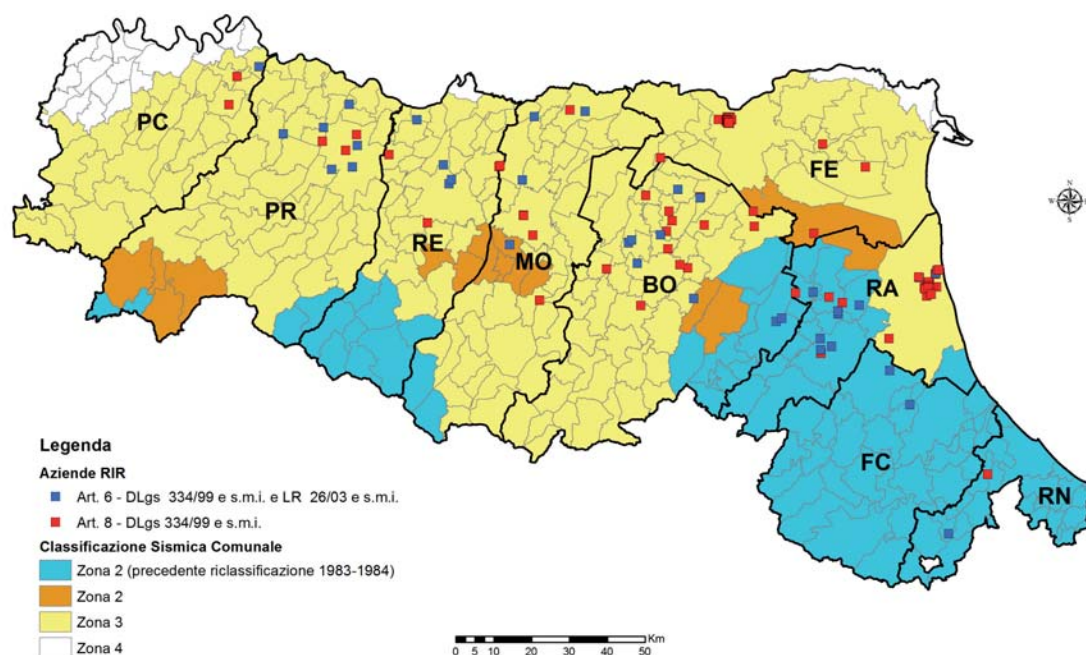 PC
PR
RE
MO
BO
FE
RA
FC
RN
N
W E
S
Legenda
Aziende RIR
Art. 6 - DLgs 334/99 e s.m.i. e LR 26/03 e s.m.i.
Art. 8 - DLgs 334/99 e s.m.i.
Classificazione Sismica Comunale
Zona 2 (precedente riclassificazione 1983-1984)
Zona 2
Zona 3
Zona 4
Km
0 5 10 20 30 40 50